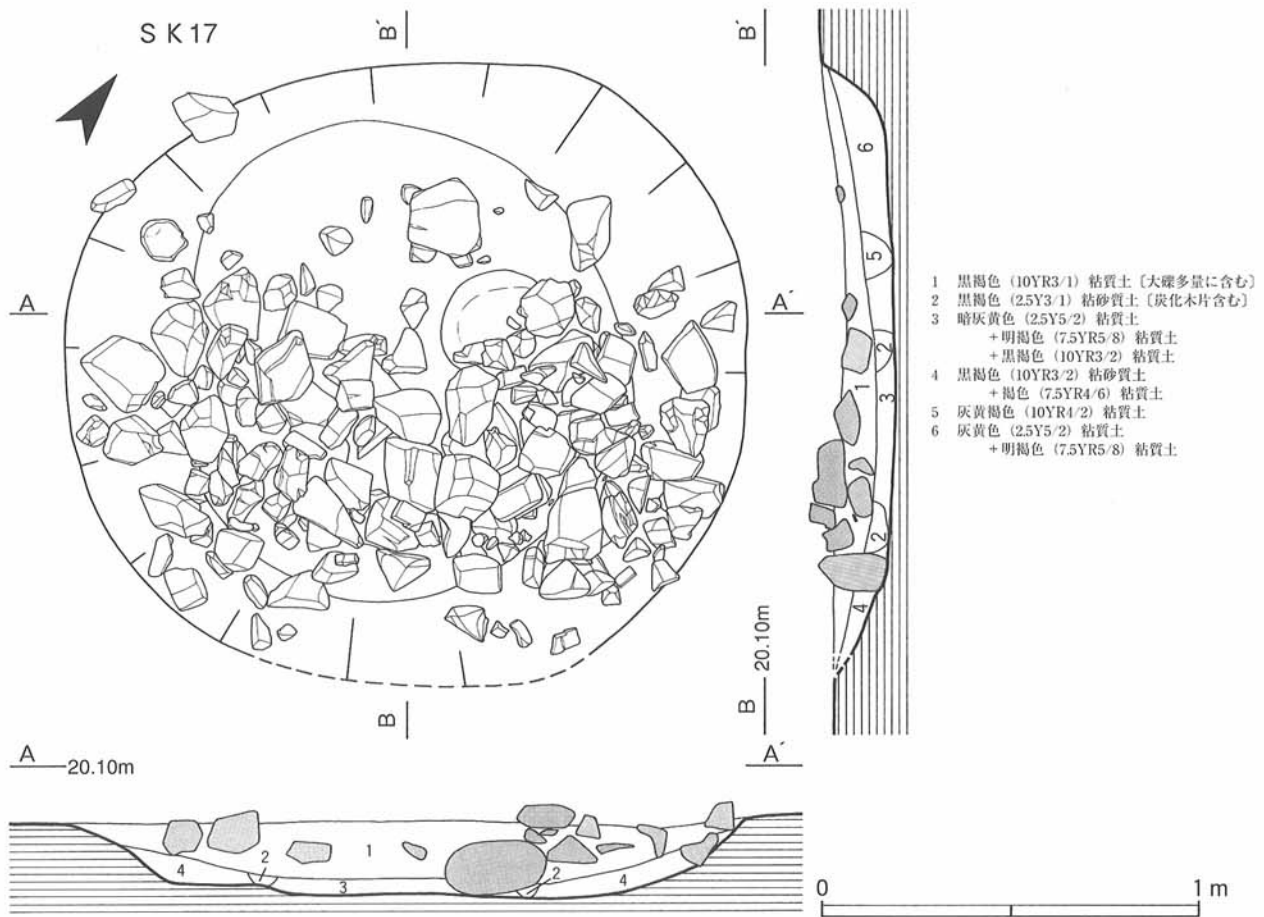 SK17
B´
B´
A
A´
1 黒褐色（10YR3/1）粘質土〔大礫多量に含む〕
2 黒褐色（2.5Y3/1）粘砂質土〔炭化木片含む〕
3 暗灰黄色（2.5Y5/2）粘質土
+明褐色（7.5YR5/8）粘質土
+黒褐色（10YR3/2）粘質土
4 黒褐色（10YR3/2）粘砂質土
+褐色（7.5YR4/6）粘質土
5 灰黄褐色（10YR4/2）粘質土
6 灰黄色（2.5Y5/2）粘質土
+明褐色（7.5YR5/8）粘質土
6
5
2
1
3
2
4
B
B 20.10m
A 20.10m
A´
4
2
1
3
2
4
0 1m